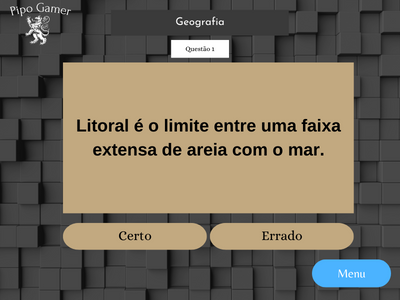 Pipo Gamer
Geografia
Questão 1
Litoral é o limite entre uma faixa
extensa de areia com o mar.
Certo
Errado
Menu